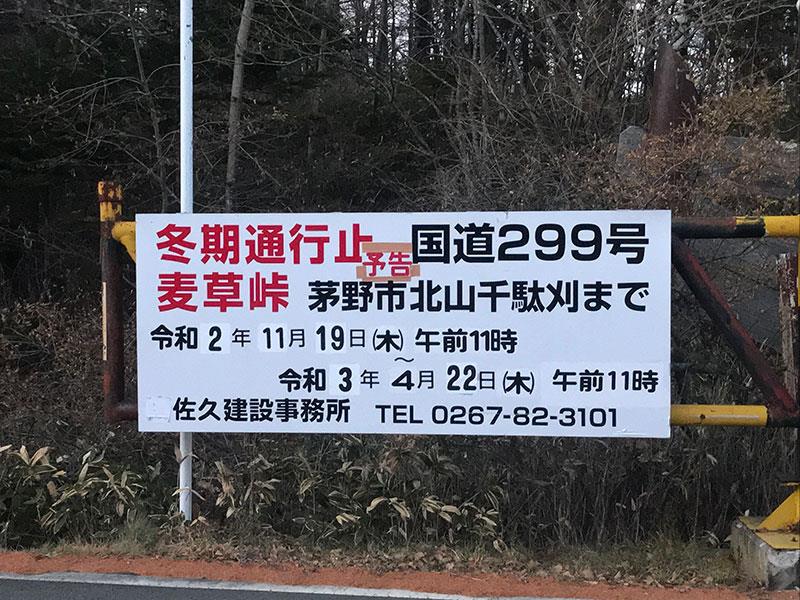 冬期通行止 予告 国道299号
麦草峠 茅野市北山千駄刈まで
令和 2 年 11月 19日(木) 午前11時
～
令和 3年 4月 22日(木) 午前11時
佐久建設事務所 TEL 0267-82-3101